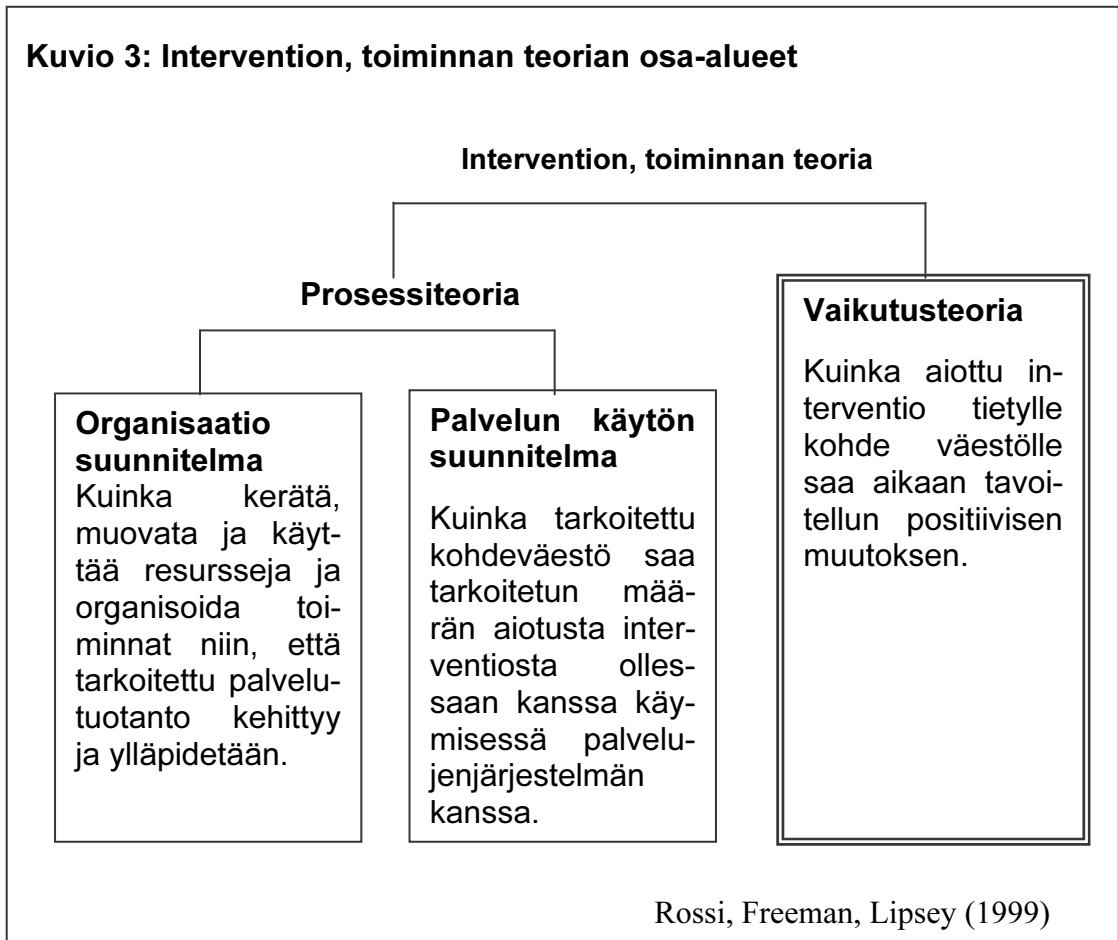 Kuvio 3: Intervention, toiminnan teorian osa-alueet
Intervention, toiminnan teoria
Prosessiteoria
Organisaatio
suunnitelma
Kuinka kerätä,
muovata ja käyt-
tää resursseja ja
organisoida toi-
minnat niin, että
tarkoitettu palvelu-
tuotanto kehittyy
ja ylläpidetään.
Palvelun käytön
suunnitelma
Kuinka tarkoitettu
kohdeväestö saa
tarkoitetun mää-
rän aiotusta inter-
ventiosta olles-
saan kanssa käy-
misessä palvelu-
jenjärjestelmän
kanssa.
Vaikutusteoria
Kuinka aiottu in-
terventio tietylle
kohde väestölle
saa aikaan tavoi-
tellun positiivisen
muutoksen.
Rossi, Freeman, Lipsey (1999)